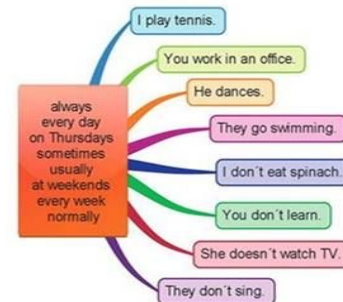 I play tennis.
You work in an office.
He dances.
always
every day
on Thursdays
sometimes
usually
at weekends
every week
normally
They go swimming.
I don´t eat spinach.
You don´t learn.
She doesn´t watch TV.
They don´t sing.